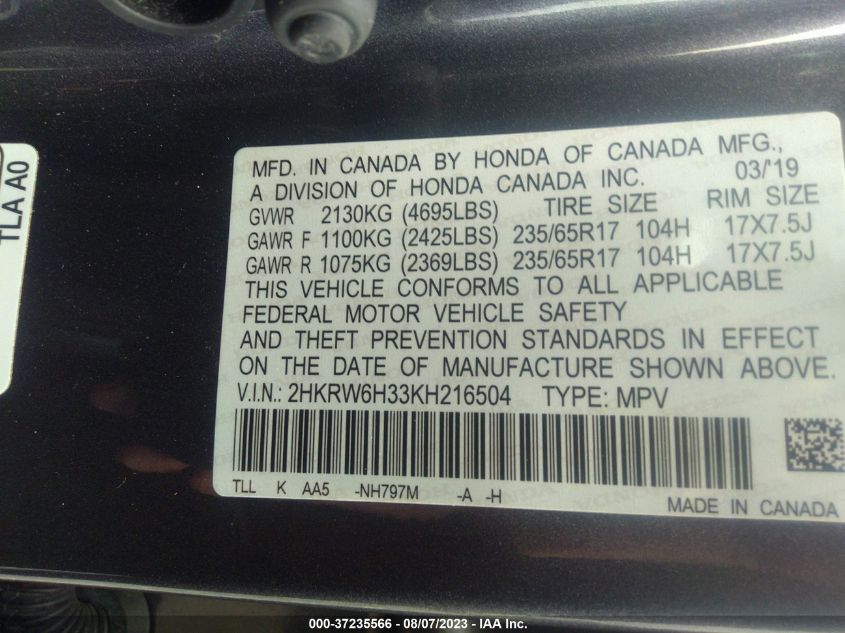 TLA A0
MFD. IN CANADA BY HONDA OF CANADA MFG.,
A DIVISION OF HONDA CANADA INC. 03/'19
GVWR 2130KG (4695LBS) TIRE SIZE RIM SIZE
GAWR F 1100KG (2425LBS) 235/65R17 104H 17X7.5J
GAWR R 1075KG (2369LBS) 235/65R17 104H 17X7.5J
THIS VEHICLE CONFORMS TO ALL APPLICABLE
FEDERAL MOTOR VEHICLE SAFETY
AND THEFT PREVENTION STANDARDS IN EFFECT
ON THE DATE OF MANUFACTURE SHOWN ABOVE.
V.I.N.: 2HKRW6H33KH216504 TYPE: MPV
TLL K AA5 -NH797M -A -H
MADE IN CANADA
000-37235566 - 08/07/2023 - IAA Inc.